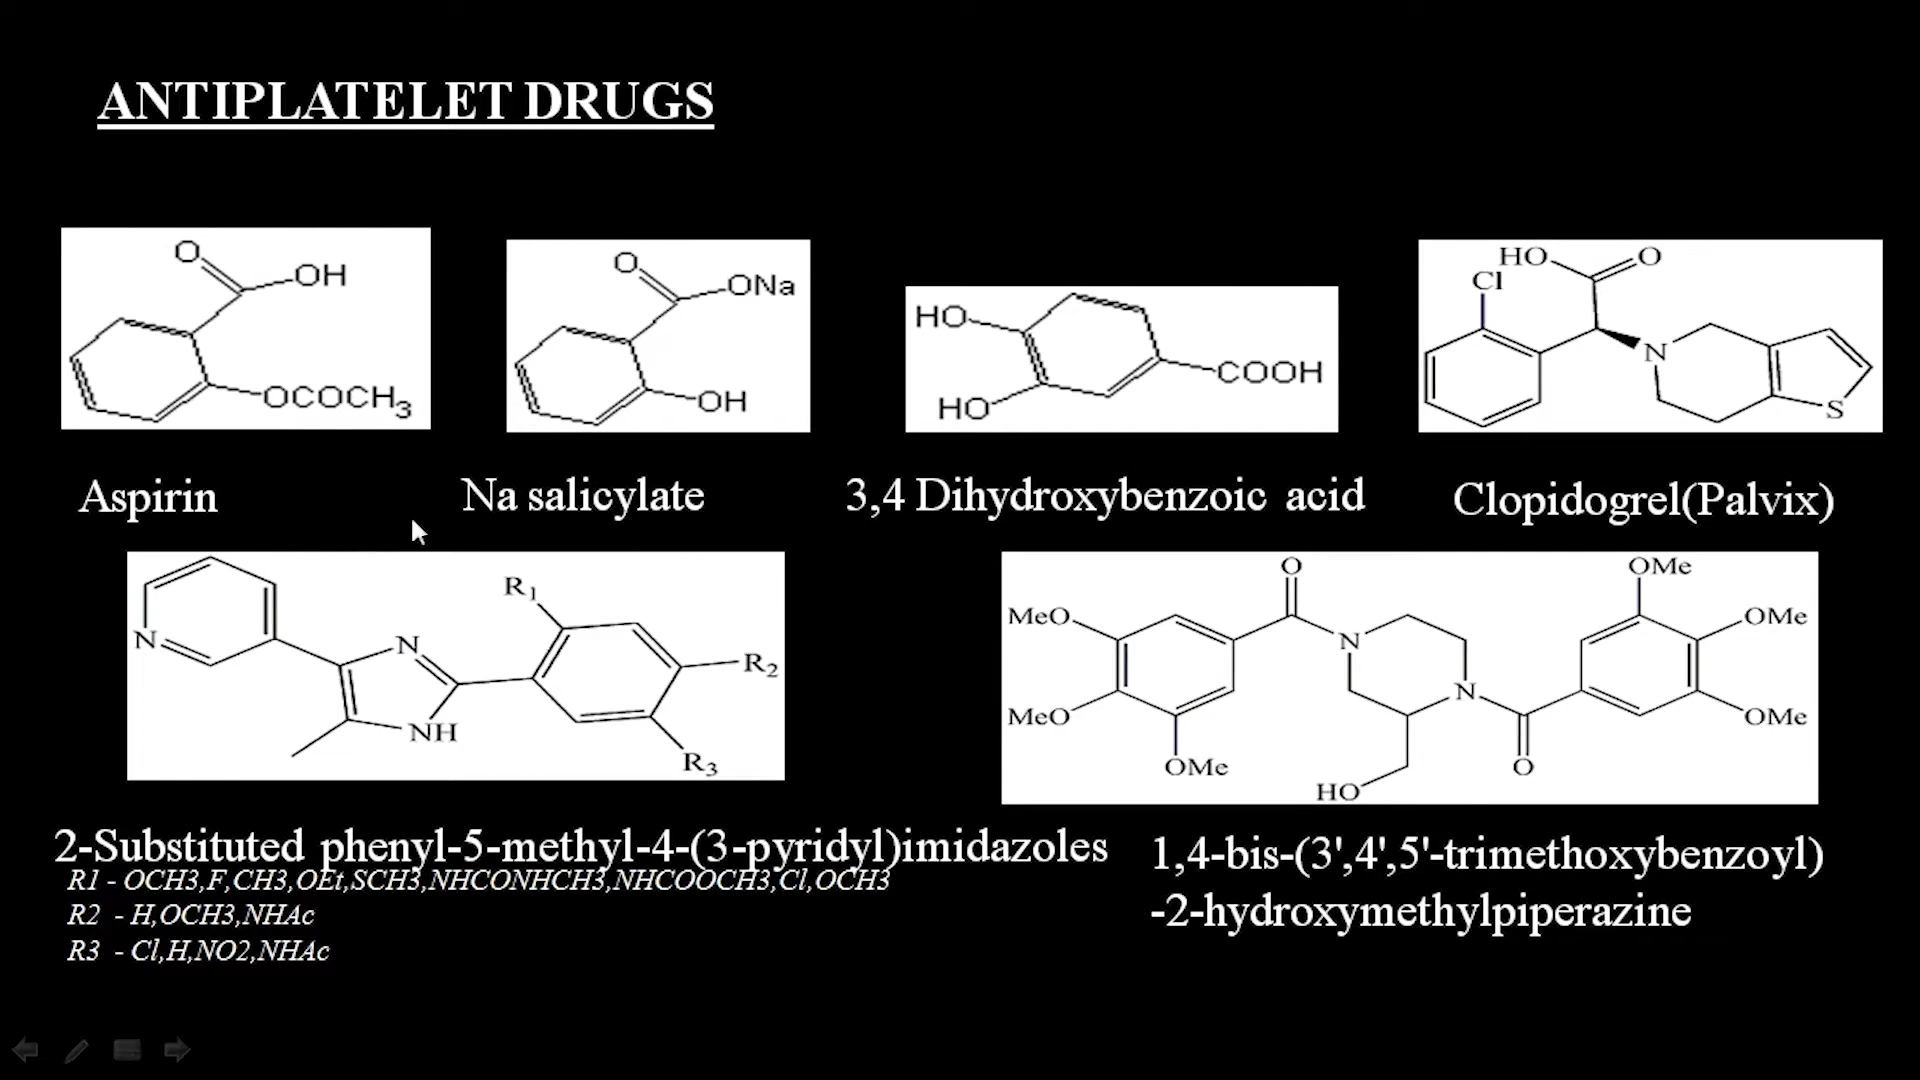 ANTIPLATELET DRUGS
O
OH
OCOCH3
O
ONa
OH
HO
HO
COOH
HO
O
Cl
N
S
Aspirin
Na salicylate
3,4 Dihydroxybenzoic acid
Clopidogrel(Palvix)
N
R1
N
NH
R2
R3
O
OMe
MeO
N
OMe
MeO
N
OMe
OMe
O
HO
2-Substituted phenyl-5-methyl-4-(3-pyridyl)imidazoles
R1 - OCH3,F,CH3,OEt,SCH3,NHCONHCH3,NHCOOCH3,Cl,OCH3
R2 - H,OCH3,NHAc
R3 - Cl,H,NO2,NHAc
1,4-bis-(3',4',5'-trimethoxybenzoyl)
-2-hydroxymethylpiperazine